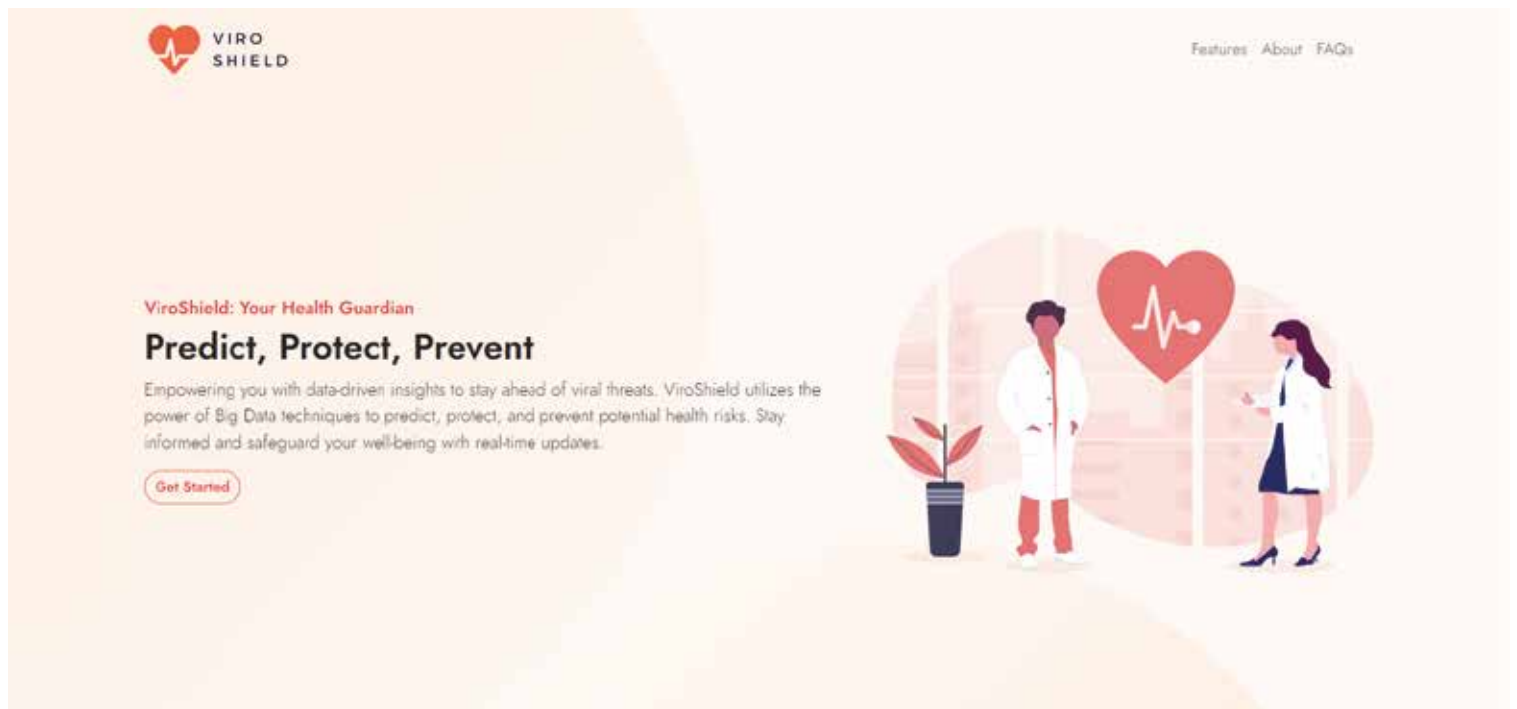 VIRO
SHIELD
Features About FAQs
ViroShield: Your Health Guardian
Predict, Protect, Prevent
Empowering you with data-driven insights to stay ahead of viral threats. ViroShield utilizes the
power of Big Data techniques to predict, protect, and prevent potential health risks. Stay
informed and safeguard your well-being with real-time updates.
Get Started